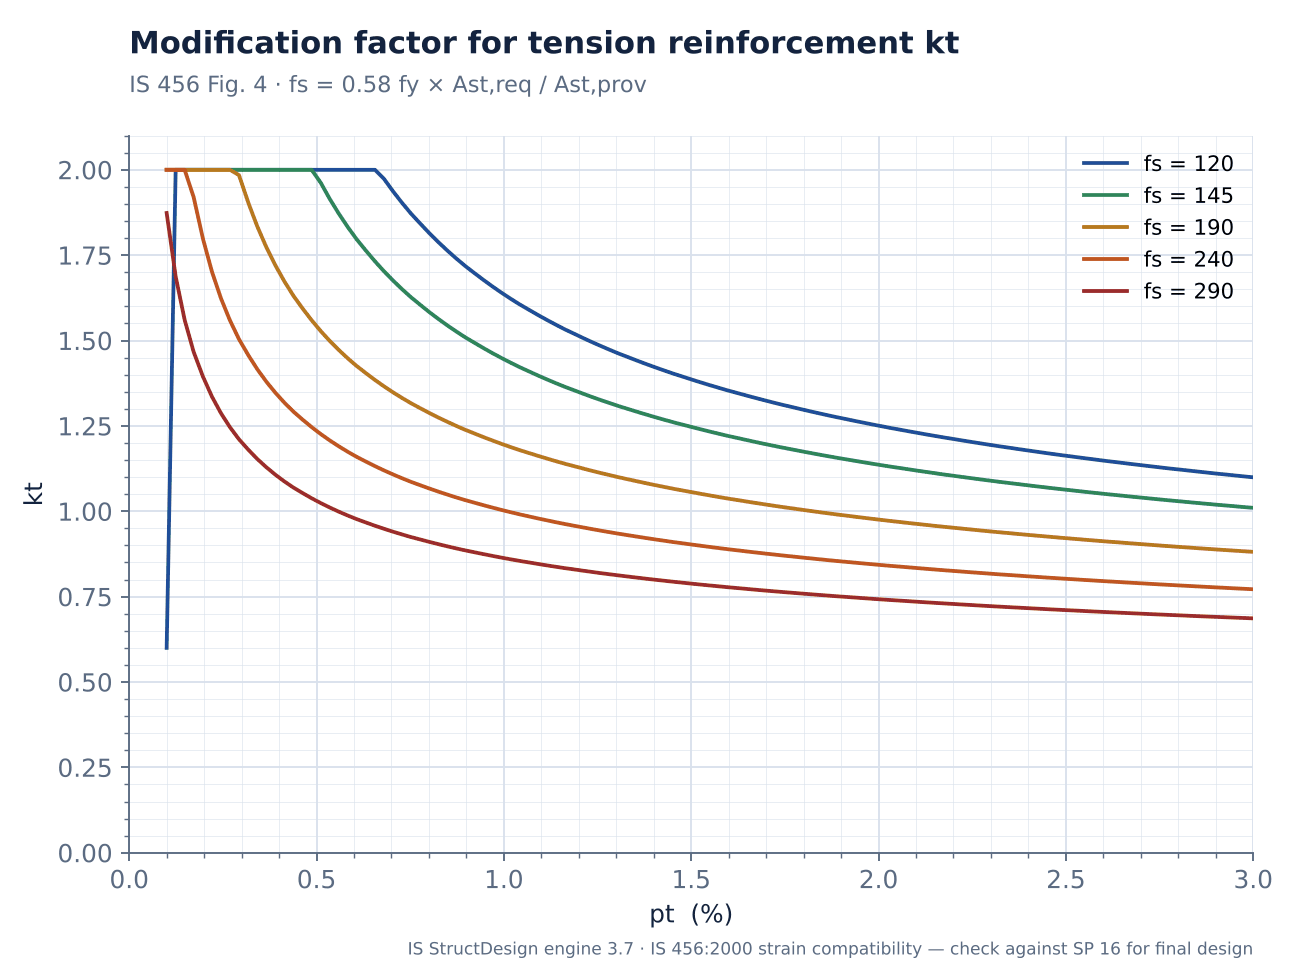 Modification factor for tension reinforcement kt
IS 456 Fig. 4 · fs = 0.58 fy × Ast,req / Ast,prov
2.00
1.75
1.50
1.25
1.00
0.75
0.50
0.25
0.00
kt
fs = 120
fs = 145
fs = 190
fs = 240
fs = 290
0.0 0.5 1.0 1.5 2.0 2.5 3.0
pt (%)
IS StructDesign engine 3.7 · IS 456:2000 strain compatibility — check against SP 16 for final design